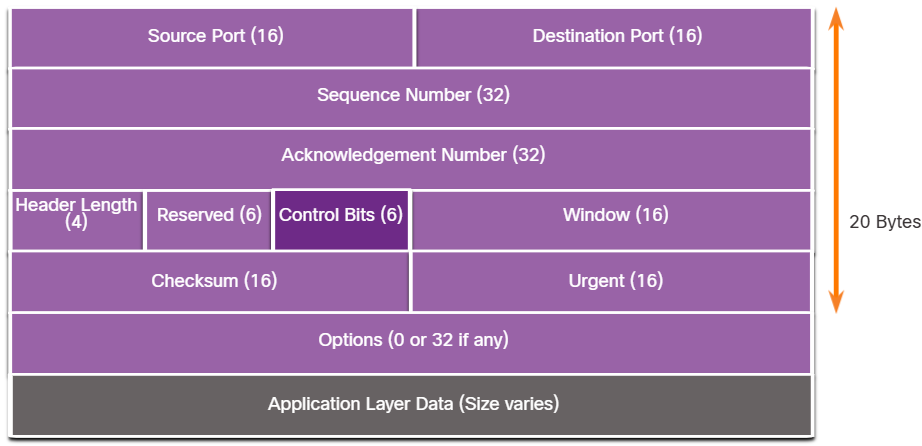 Source Port (16)
Destination Port (16)
Sequence Number (32)
Acknowledgement Number (32)
Header Length
(4)
Reserved (6)
Control Bits (6)
Window (16)
20 Bytes
Checksum (16)
Urgent (16)
Options (0 or 32 if any)
Application Layer Data (Size varies)